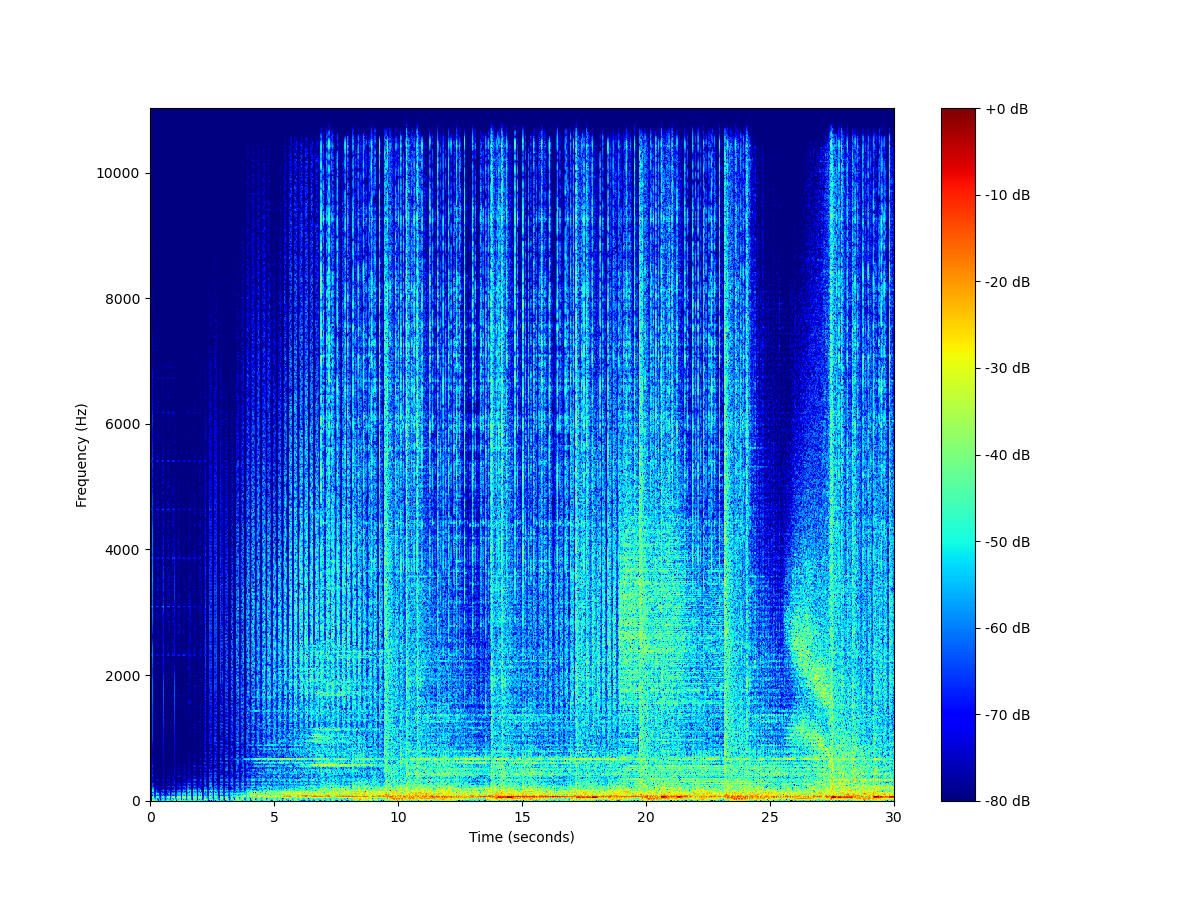 +0 dB
10000
-10 dB
-20 dB
8000
-30 dB
6000
Frequency (Hz)
-40 dB
4000
-50 dB
-60 dB
2000
-70 dB
0
-80 dB
0 5 10 15 20 25 30
Time (seconds)